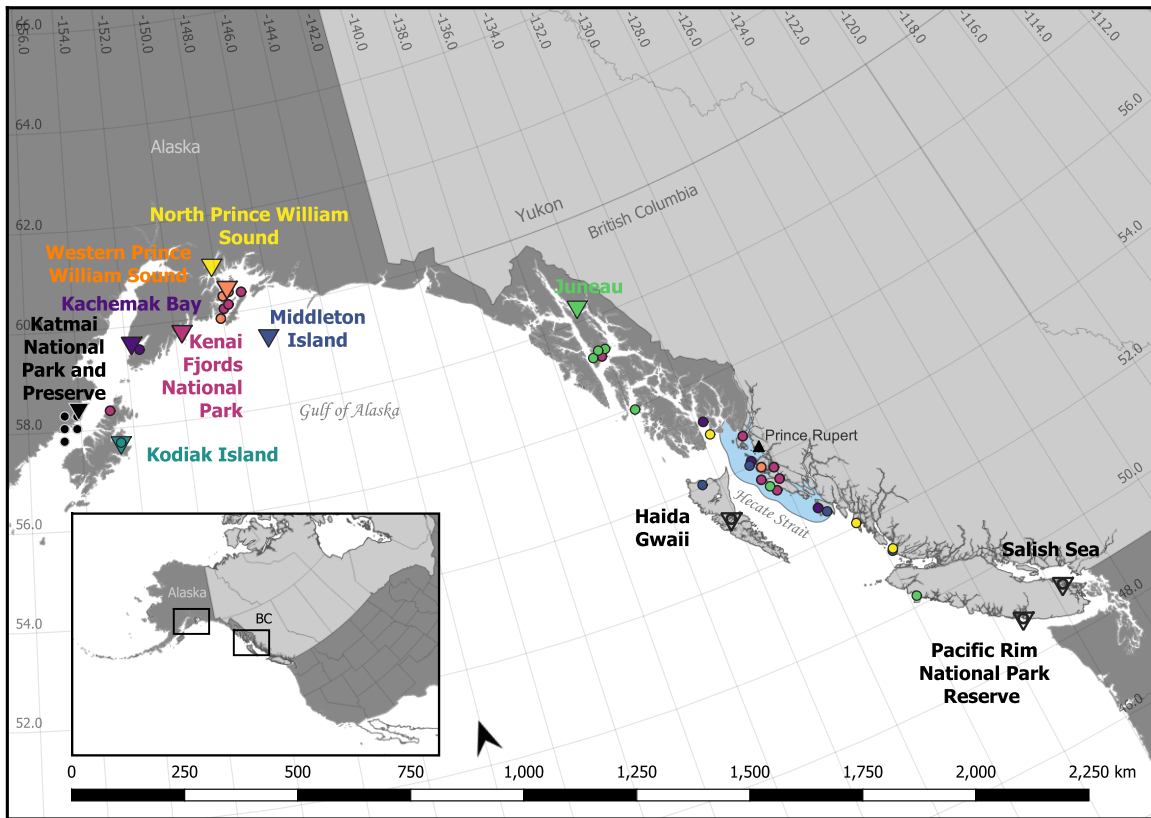 -156.0
-154.0
-152.0
-150.0
-148.0
-146.0
-144.0
-142.0
-140.0
-138.0
-136.0
-134.0
-132.0
-130.0
-128.0
-126.0
-124.0
-122.0
-120.0
-118.0
-116.0
-114.0
-112.0
66.0
64.0
62.0
60.0
58.0
56.0
54.0
52.0
56.0
54.0
52.0
50.0
48.0
46.0
Alaska
Yukon
British Columbia
North Prince William
Sound
Western Prince
William Sound
Kachemak Bay
Katmai
National
Park and
Preserve
Kenai
Fjords
National
Park
Middleton
Island
Kodiak Island
Gulf of Alaska
Juneau
Prince Rupert
Hecate Strait
Haida
Gwaii
Salish Sea
Pacific Rim
National Park
Reserve
Alaska
BC
0
250
500
750
1,000
1,250
1,500
1,750
2,000
2,250 km